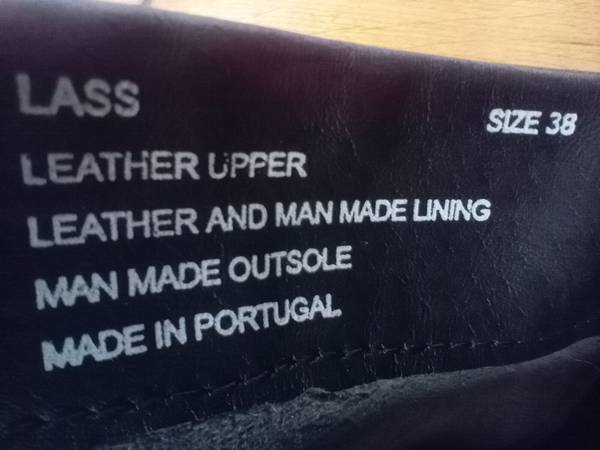 LASS
SIZE 38
LEATHER UPPER
LEATHER AND MAN MADE LINING
MAN MADE OUTSOLE
MADE IN PORTUGAL